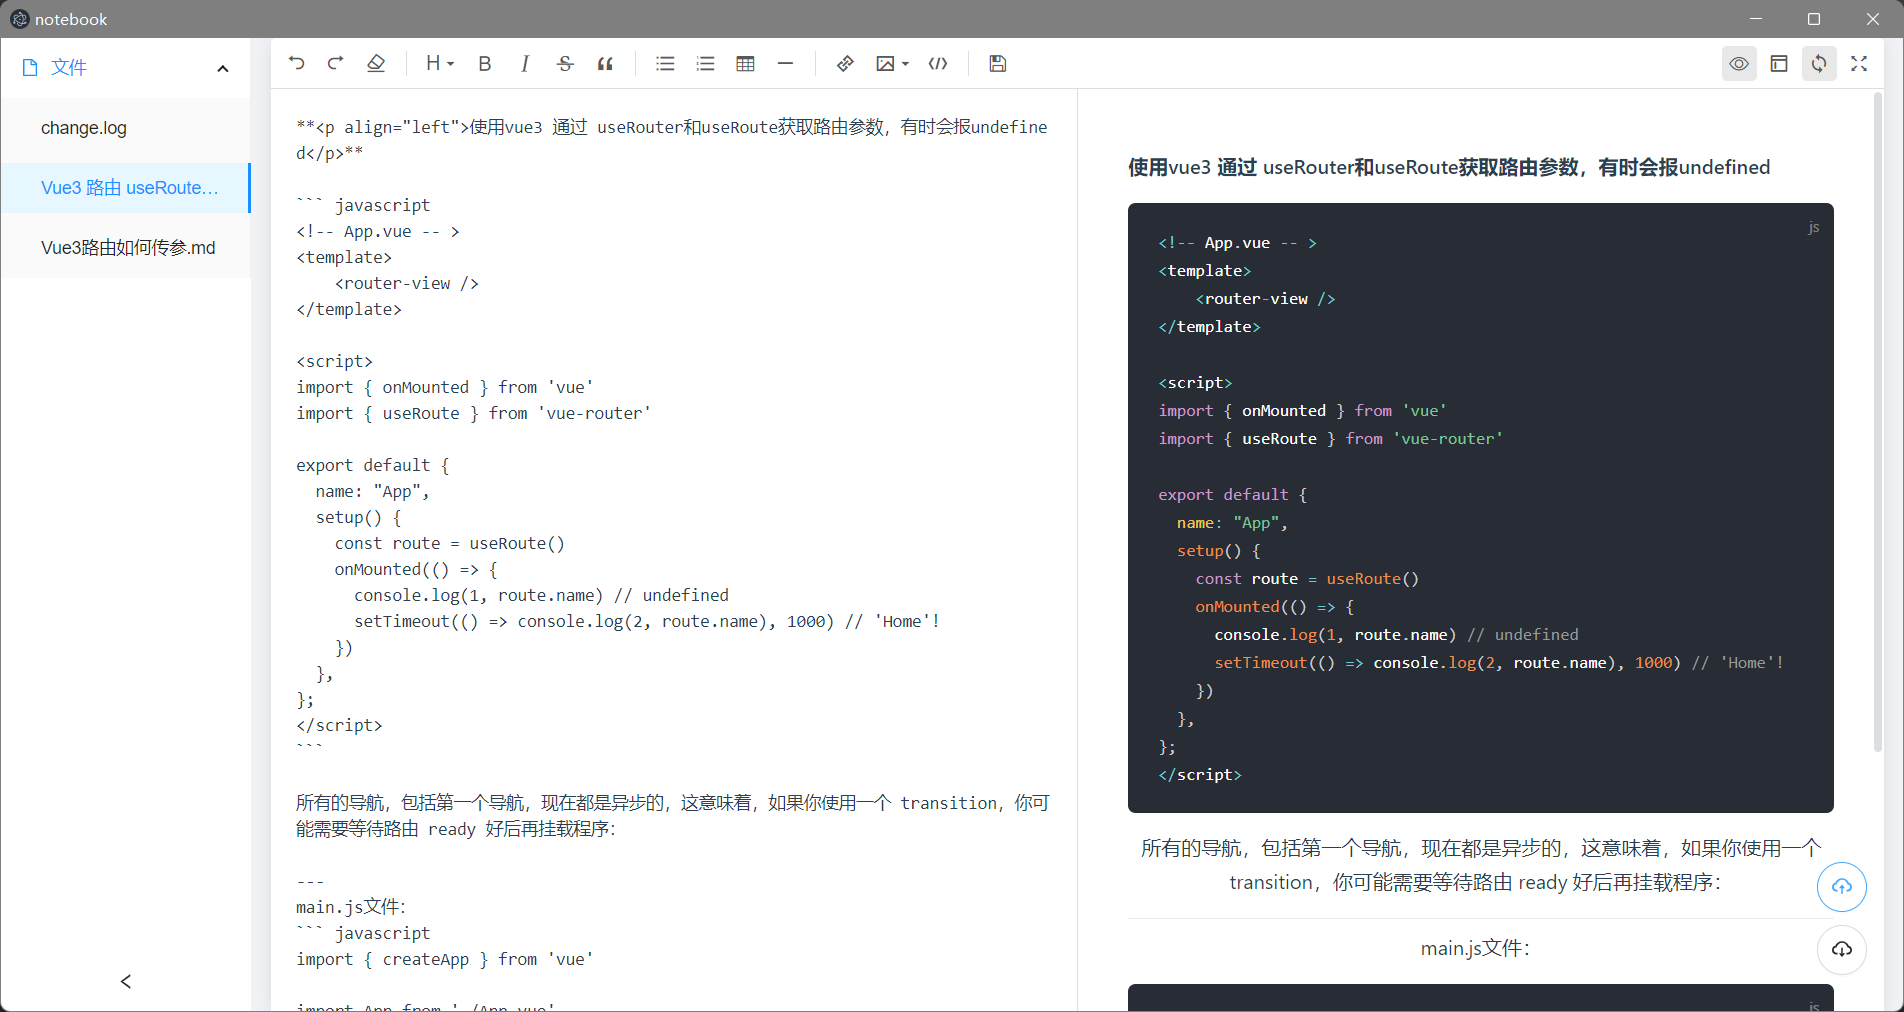 notebook
文件
change.log
Vue3 路由 useRoute...
Vue3路由如何传参.md
H
B
I
S
**<p align="left">使用vue3 通过 useRouter和useRoute获取路由参数，有时会报undefine
d</p>**
``` javascript
<!-- App.vue -- >
<template>
    <router-view />
</template>
<script>
import { onMounted } from 'vue'
import { useRoute } from 'vue-router'
export default {
  name: "App",
  setup() {
    const route = useRoute()
    onMounted(() => {
      console.log(1, route.name) // undefined
      setTimeout(() => console.log(2, route.name), 1000) // 'Home'!
    })
  },
};
</script>
```
所有的导航，包括第一个导航，现在都是异步的，这意味着，如果你使用一个 transition，你可
能需要等待路由 ready 好后再挂载程序：
---
main.js文件：
``` javascript
import { createApp } from 'vue'
import App from './App.vue'
使用vue3 通过 useRouter和useRoute获取路由参数，有时会报undefined
js
<!-- App.vue -- >
<template>
    <router-view />
</template>
<script>
import { onMounted } from 'vue'
import { useRoute } from 'vue-router'
export default {
  name: "App",
  setup() {
    const route = useRoute()
    onMounted(() => {
      console.log(1, route.name) // undefined
      setTimeout(() => console.log(2, route.name), 1000) // 'Home'!
    })
  },
};
</script>
所有的导航，包括第一个导航，现在都是异步的，这意味着，如果你使用一个
transition，你可能需要等待路由 ready 好后再挂载程序：
main.js文件：
js